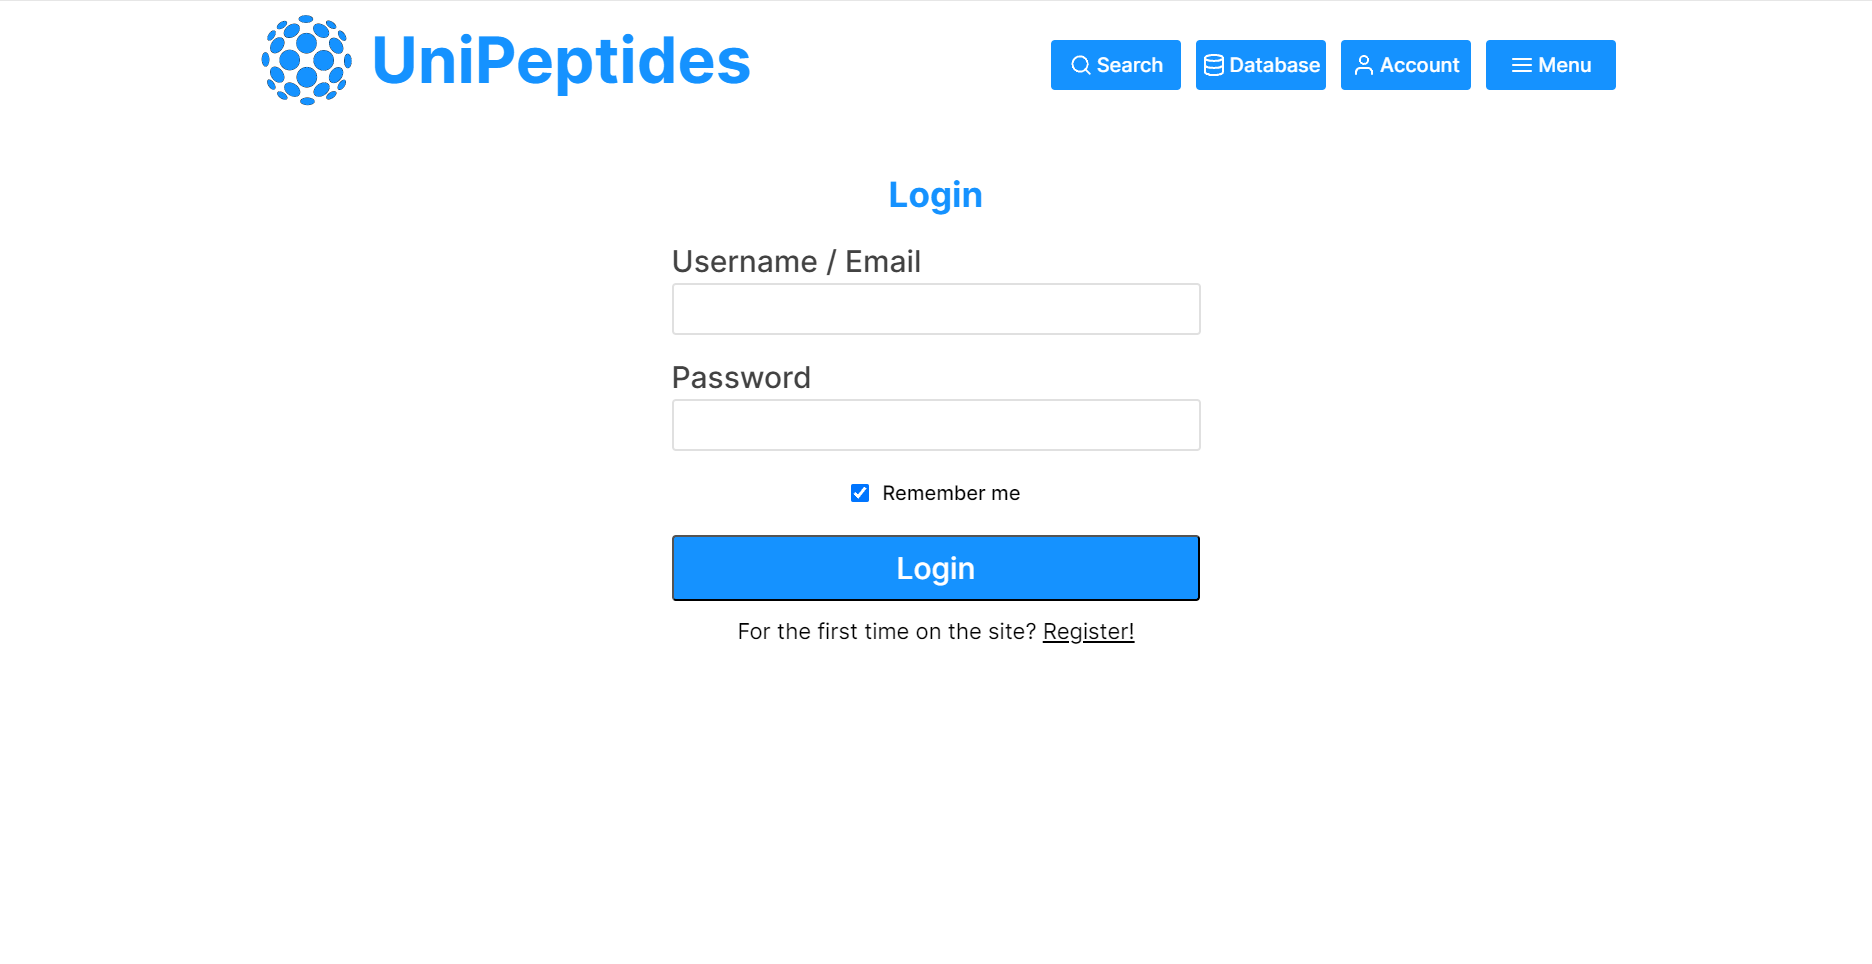 UniPeptides
Search Database Account Menu
Login
Username / Email
Password
Remember me
Login
For the first time on the site? Register!